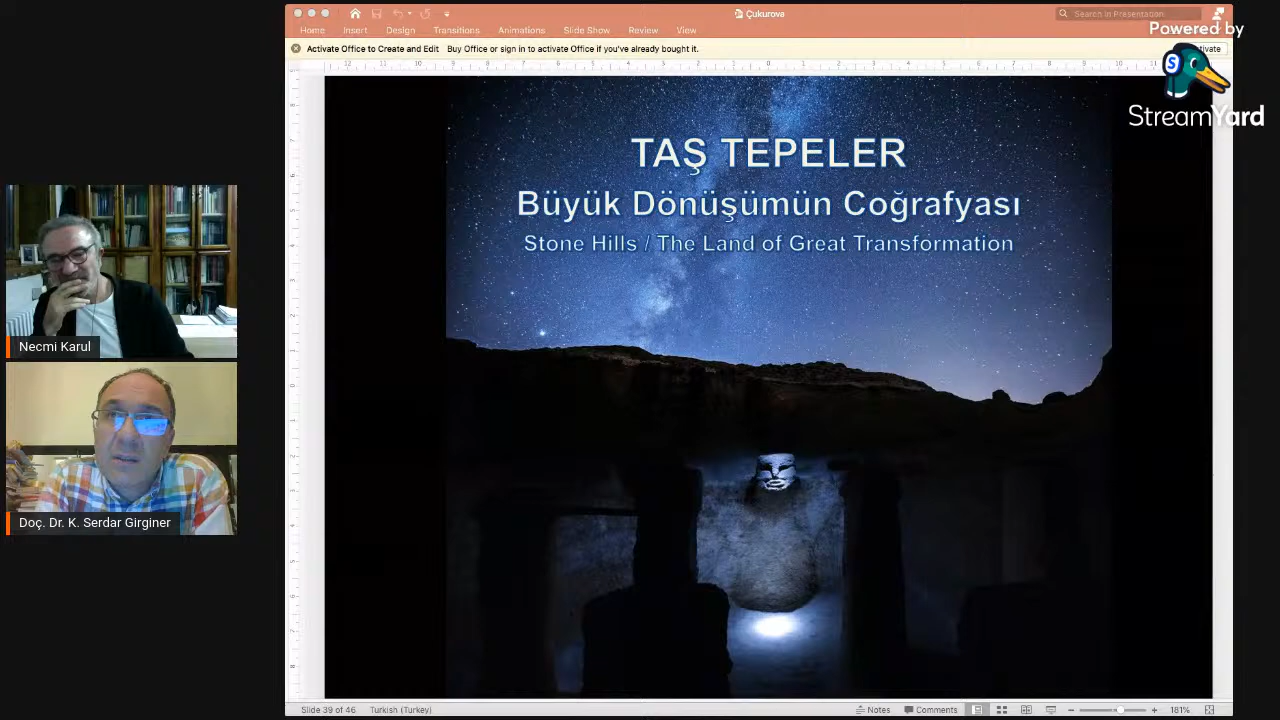 Çukurova
Search in Presentation
Home Insert Design Transitions Animations Slide Show Review View
Powered by
StreamYard
Activate Office to Create and Edit Buy Office or sign in to activate Office if you've already bought it.
TAŞ TEPELER
Büyük Dönüşümün Coğrafyası
Stone Hills / The Land of Great Transformation
Necmi Karul
Doç. Dr. K. Serdar Girginer
Slide 39 of 46 Turkish (Turkey) Notes Comments 181%